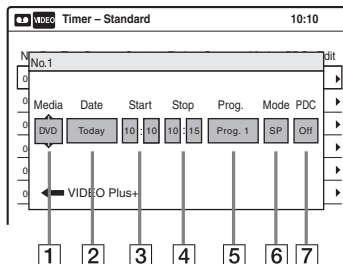 VIDEO Timer – Standard 10:10
dit
No.1
Media Date Start Stop Prog. Mode PDC
DVD Today 10 : 10 10 : 15 Prog. 1 SP Off
VIDEO Plus+
1 2 3 4 5 6 7